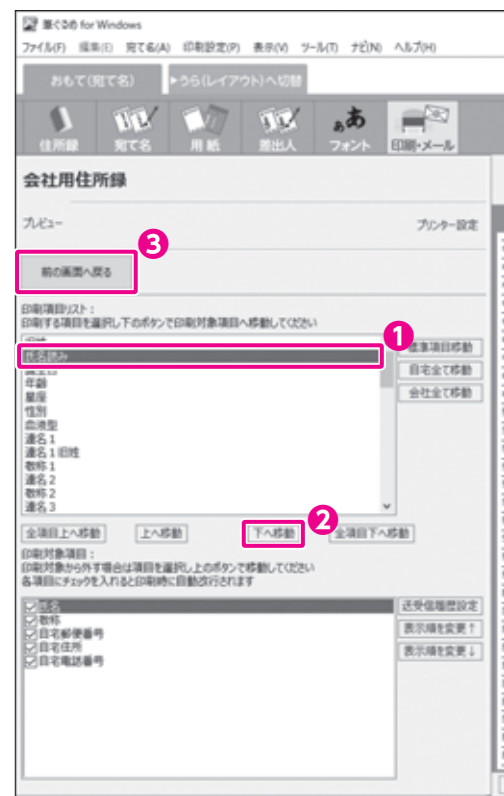 筆ぐるめ for Windows
ファイル(F) 編集(E) 宛て名(A) 印刷設定(P) 表示(V) ツール(T) ナビ(N) ヘルプ(H)
おもて(宛て名) ▶うら(レイアウト)へ切替
住所録 宛て名 用紙 差出人 フォント 印刷・メール
会社用住所録
プレビュー プリンター設定
3
前の画面へ戻る
印刷項目リスト：
印刷する項目を選択し下のボタンで印刷対象項目へ移動してください
1
標準項目移動
氏名読み
自宅全て移動
年齢
会社全て移動
星座
性別
血液型
連名1
連名1旧姓
敬称1
連名2
敬称2
連名3
2
全項目上へ移動 上へ移動 下へ移動 全項目下へ移動
印刷対象項目：
印刷対象から外す場合は項目を選択し上のボタンで移動してください
各項目にチェックを入れると印刷時に自動改行されます
氏名 送受信履歴設定
敬称
自宅郵便番号 表示順を変更↑
自宅住所
自宅電話番号 表示順を変更↓